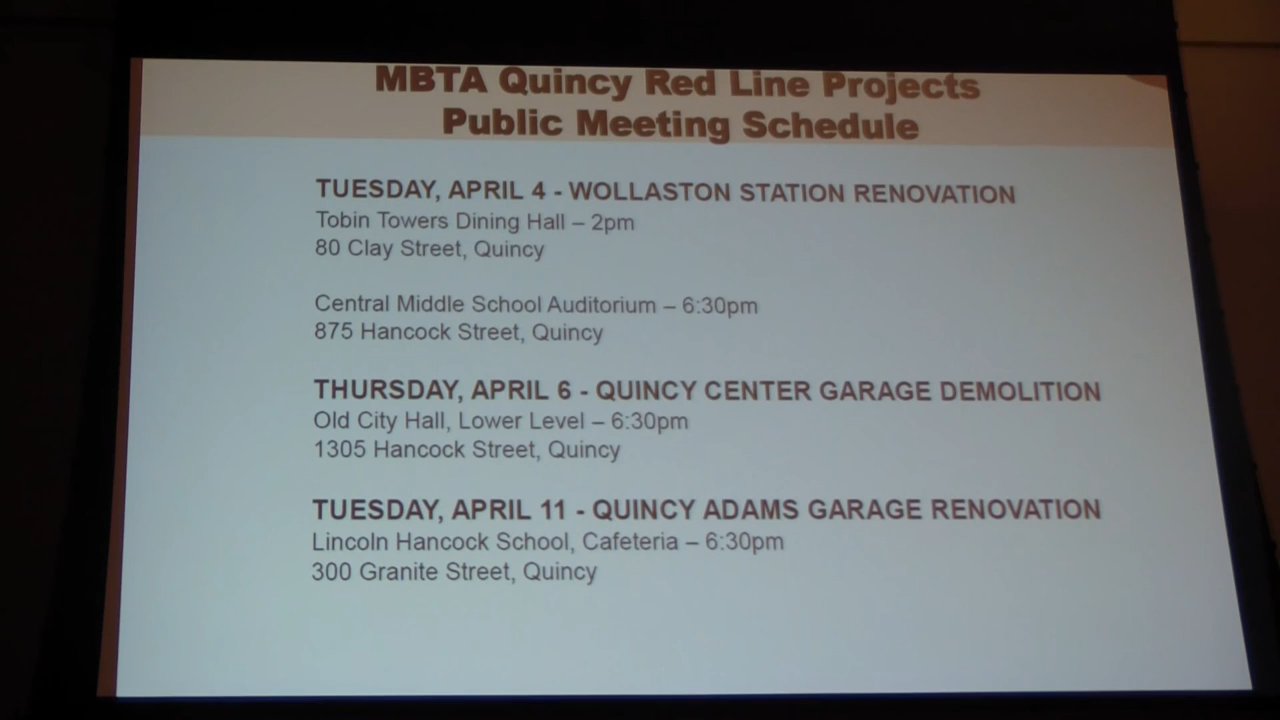 MBTA Quincy Red Line Projects
Public Meeting Schedule
TUESDAY, APRIL 4 - WOLLASTON STATION RENOVATION
Tobin Towers Dining Hall – 2pm
80 Clay Street, Quincy
Central Middle School Auditorium – 6:30pm
875 Hancock Street, Quincy
THURSDAY, APRIL 6 - QUINCY CENTER GARAGE DEMOLITION
Old City Hall, Lower Level – 6:30pm
1305 Hancock Street, Quincy
TUESDAY, APRIL 11 - QUINCY ADAMS GARAGE RENOVATION
Lincoln Hancock School, Cafeteria – 6:30pm
300 Granite Street, Quincy